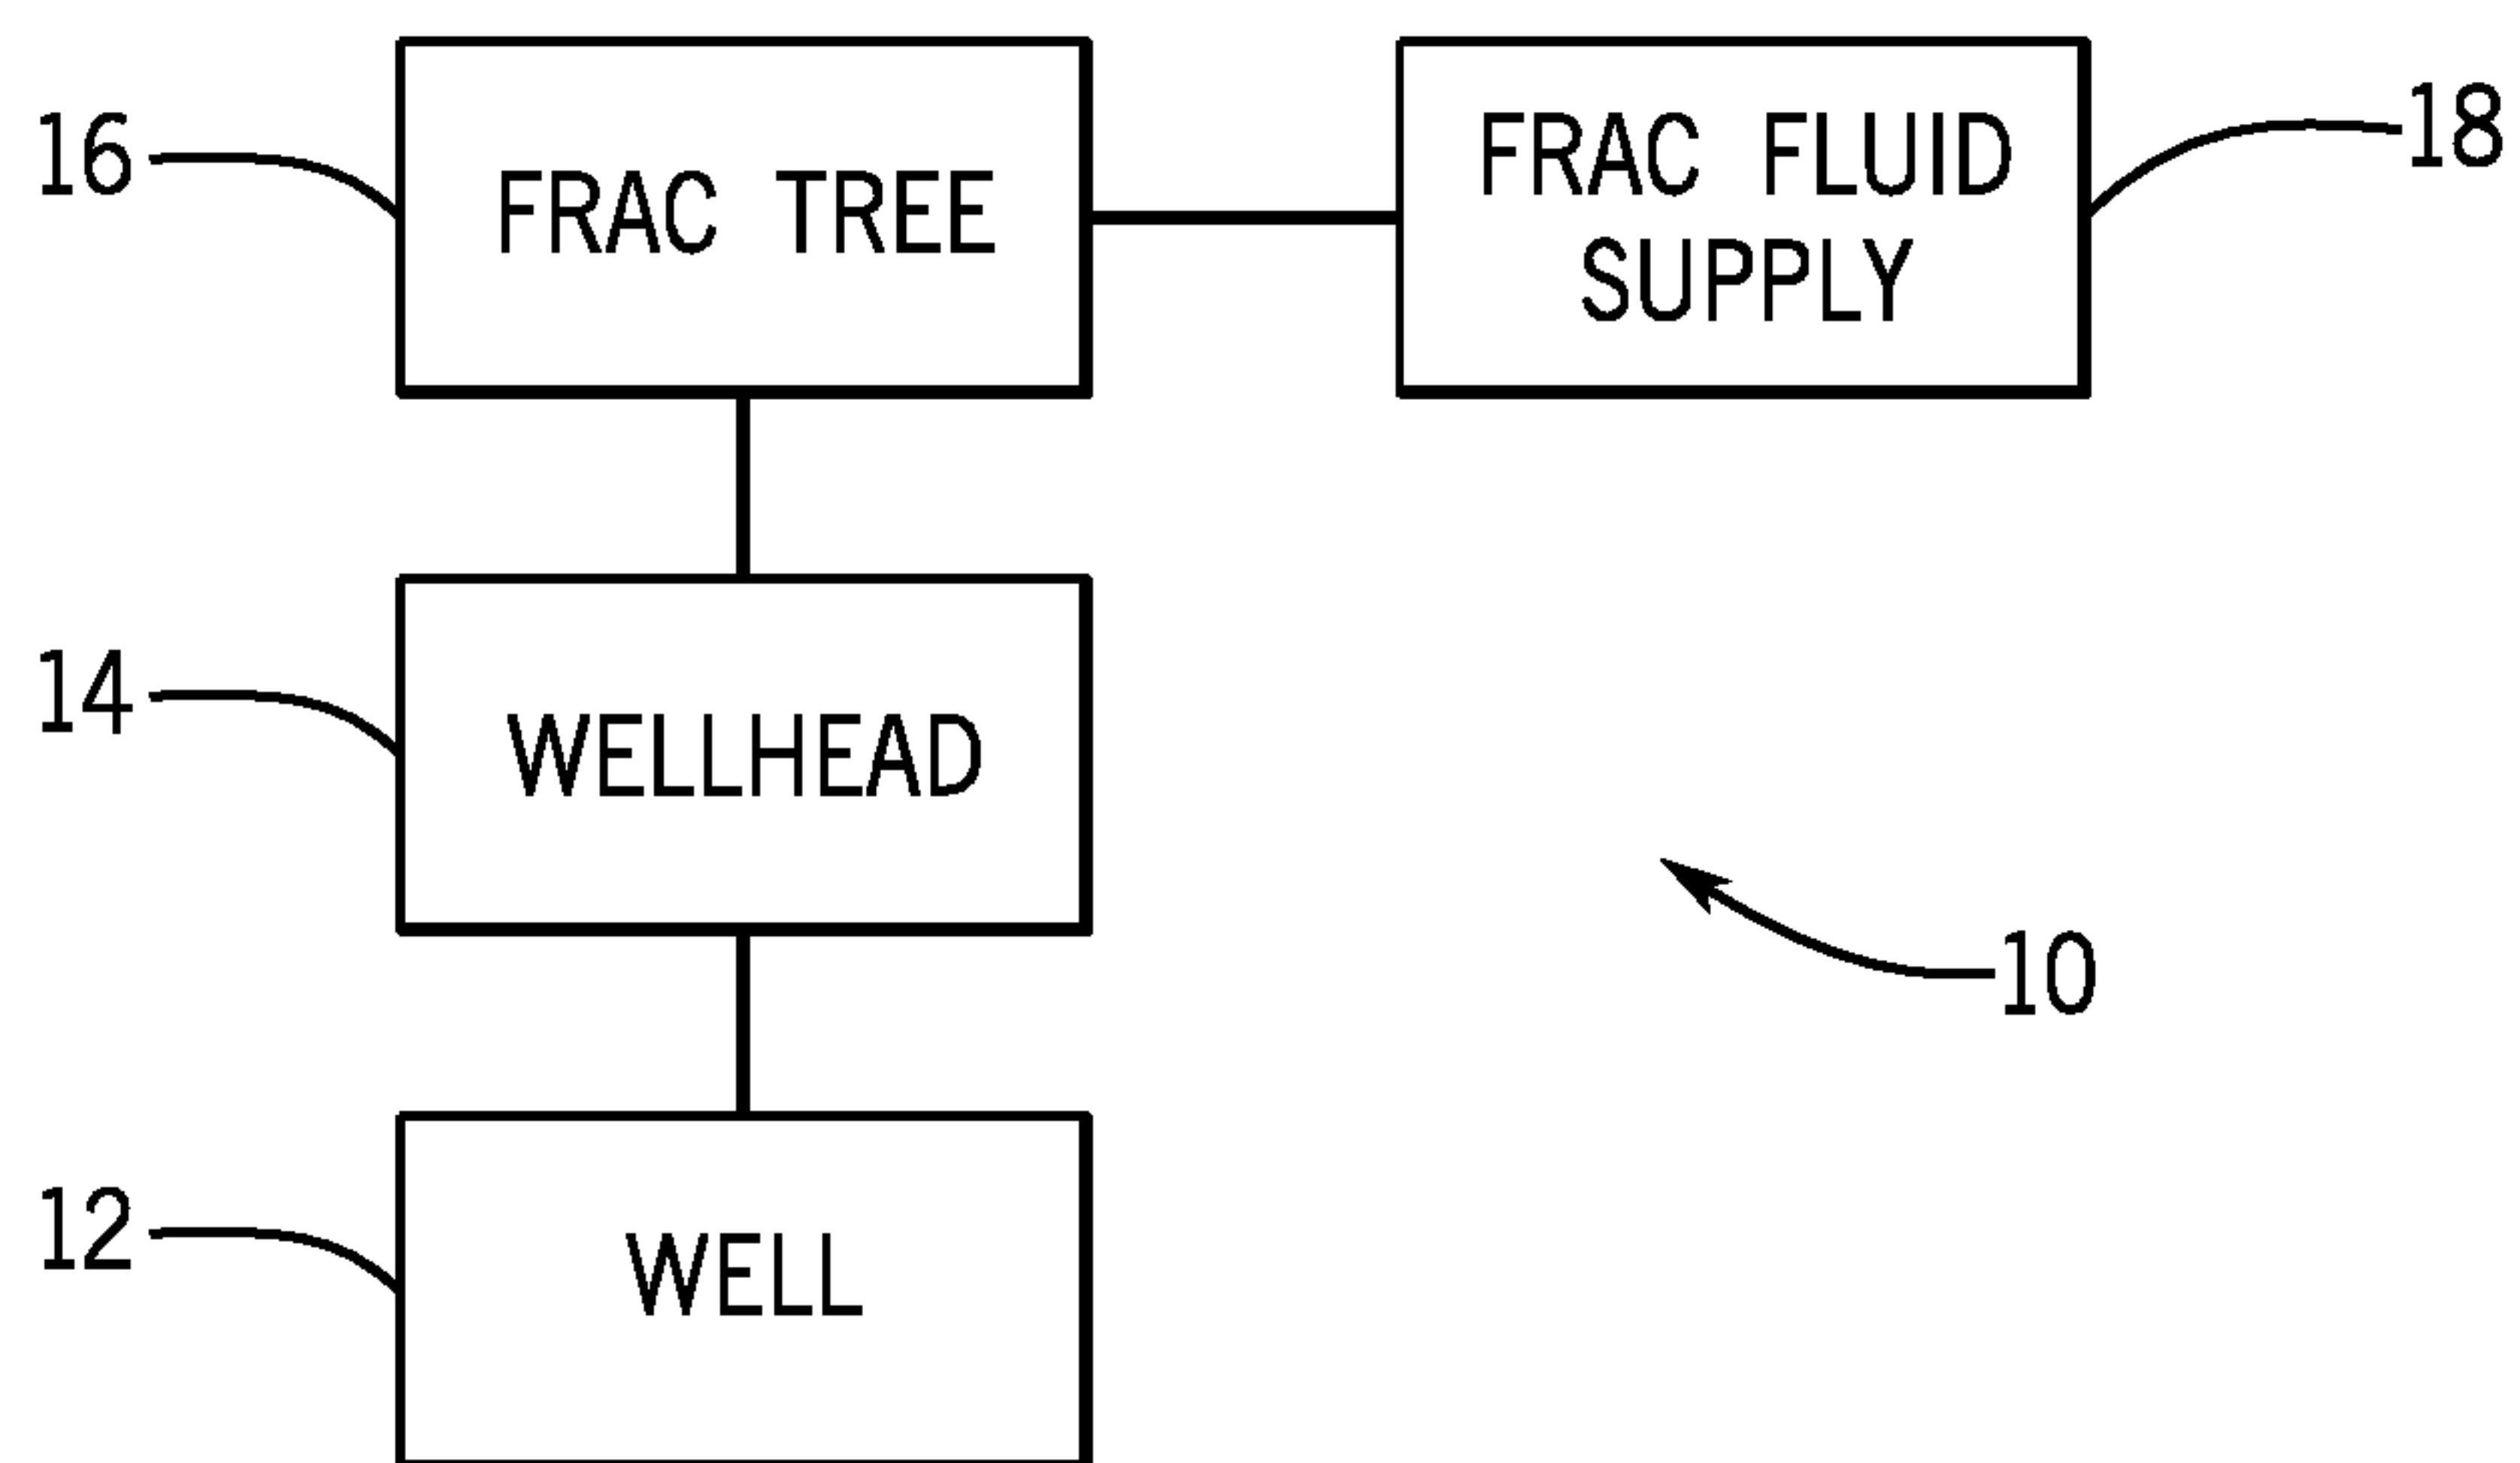 16
FRAC TREE
FRAC FLUID
SUPPLY
18
14
WELLHEAD
10
12
WELL